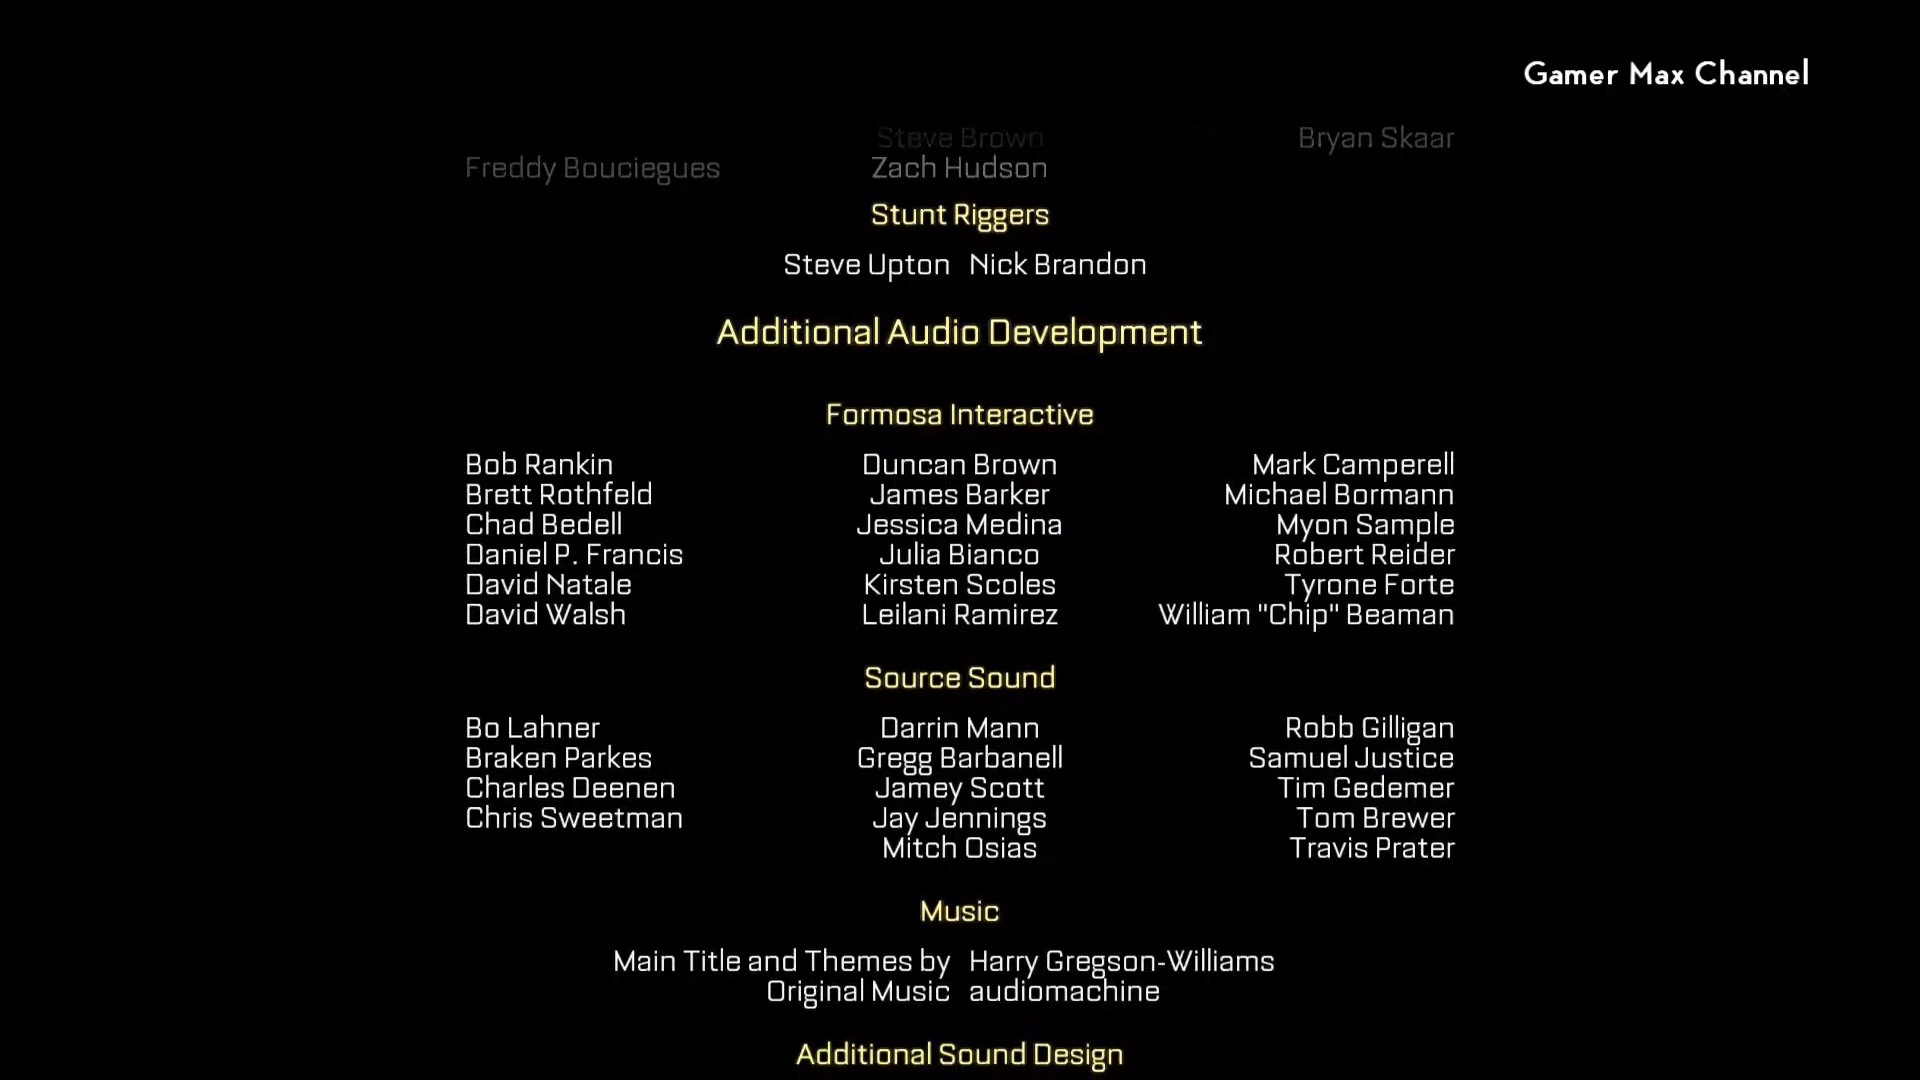 Gamer Max Channel
Steve Brown Bryan Skaar
Freddy Bouciegues Zach Hudson
Stunt Riggers
Steve Upton Nick Brandon
Additional Audio Development
Formosa Interactive
Bob Rankin Duncan Brown Mark Camperell
Brett Rothfeld James Barker Michael Bormann
Chad Bedell Jessica Medina Myon Sample
Daniel P. Francis Julia Bianco Robert Reider
David Natale Kirsten Scoles Tyrone Forte
David Walsh Leilani Ramirez William "Chip" Beaman
Source Sound
Bo Lahner Darrin Mann Robb Gilligan
Braken Parkes Gregg Barbanell Samuel Justice
Charles Deenen Jamey Scott Tim Gedemer
Chris Sweetman Jay Jennings Tom Brewer
Mitch Osias Travis Prater
Music
Main Title and Themes by Harry Gregson-Williams
Original Music audiomachine
Additional Sound Design